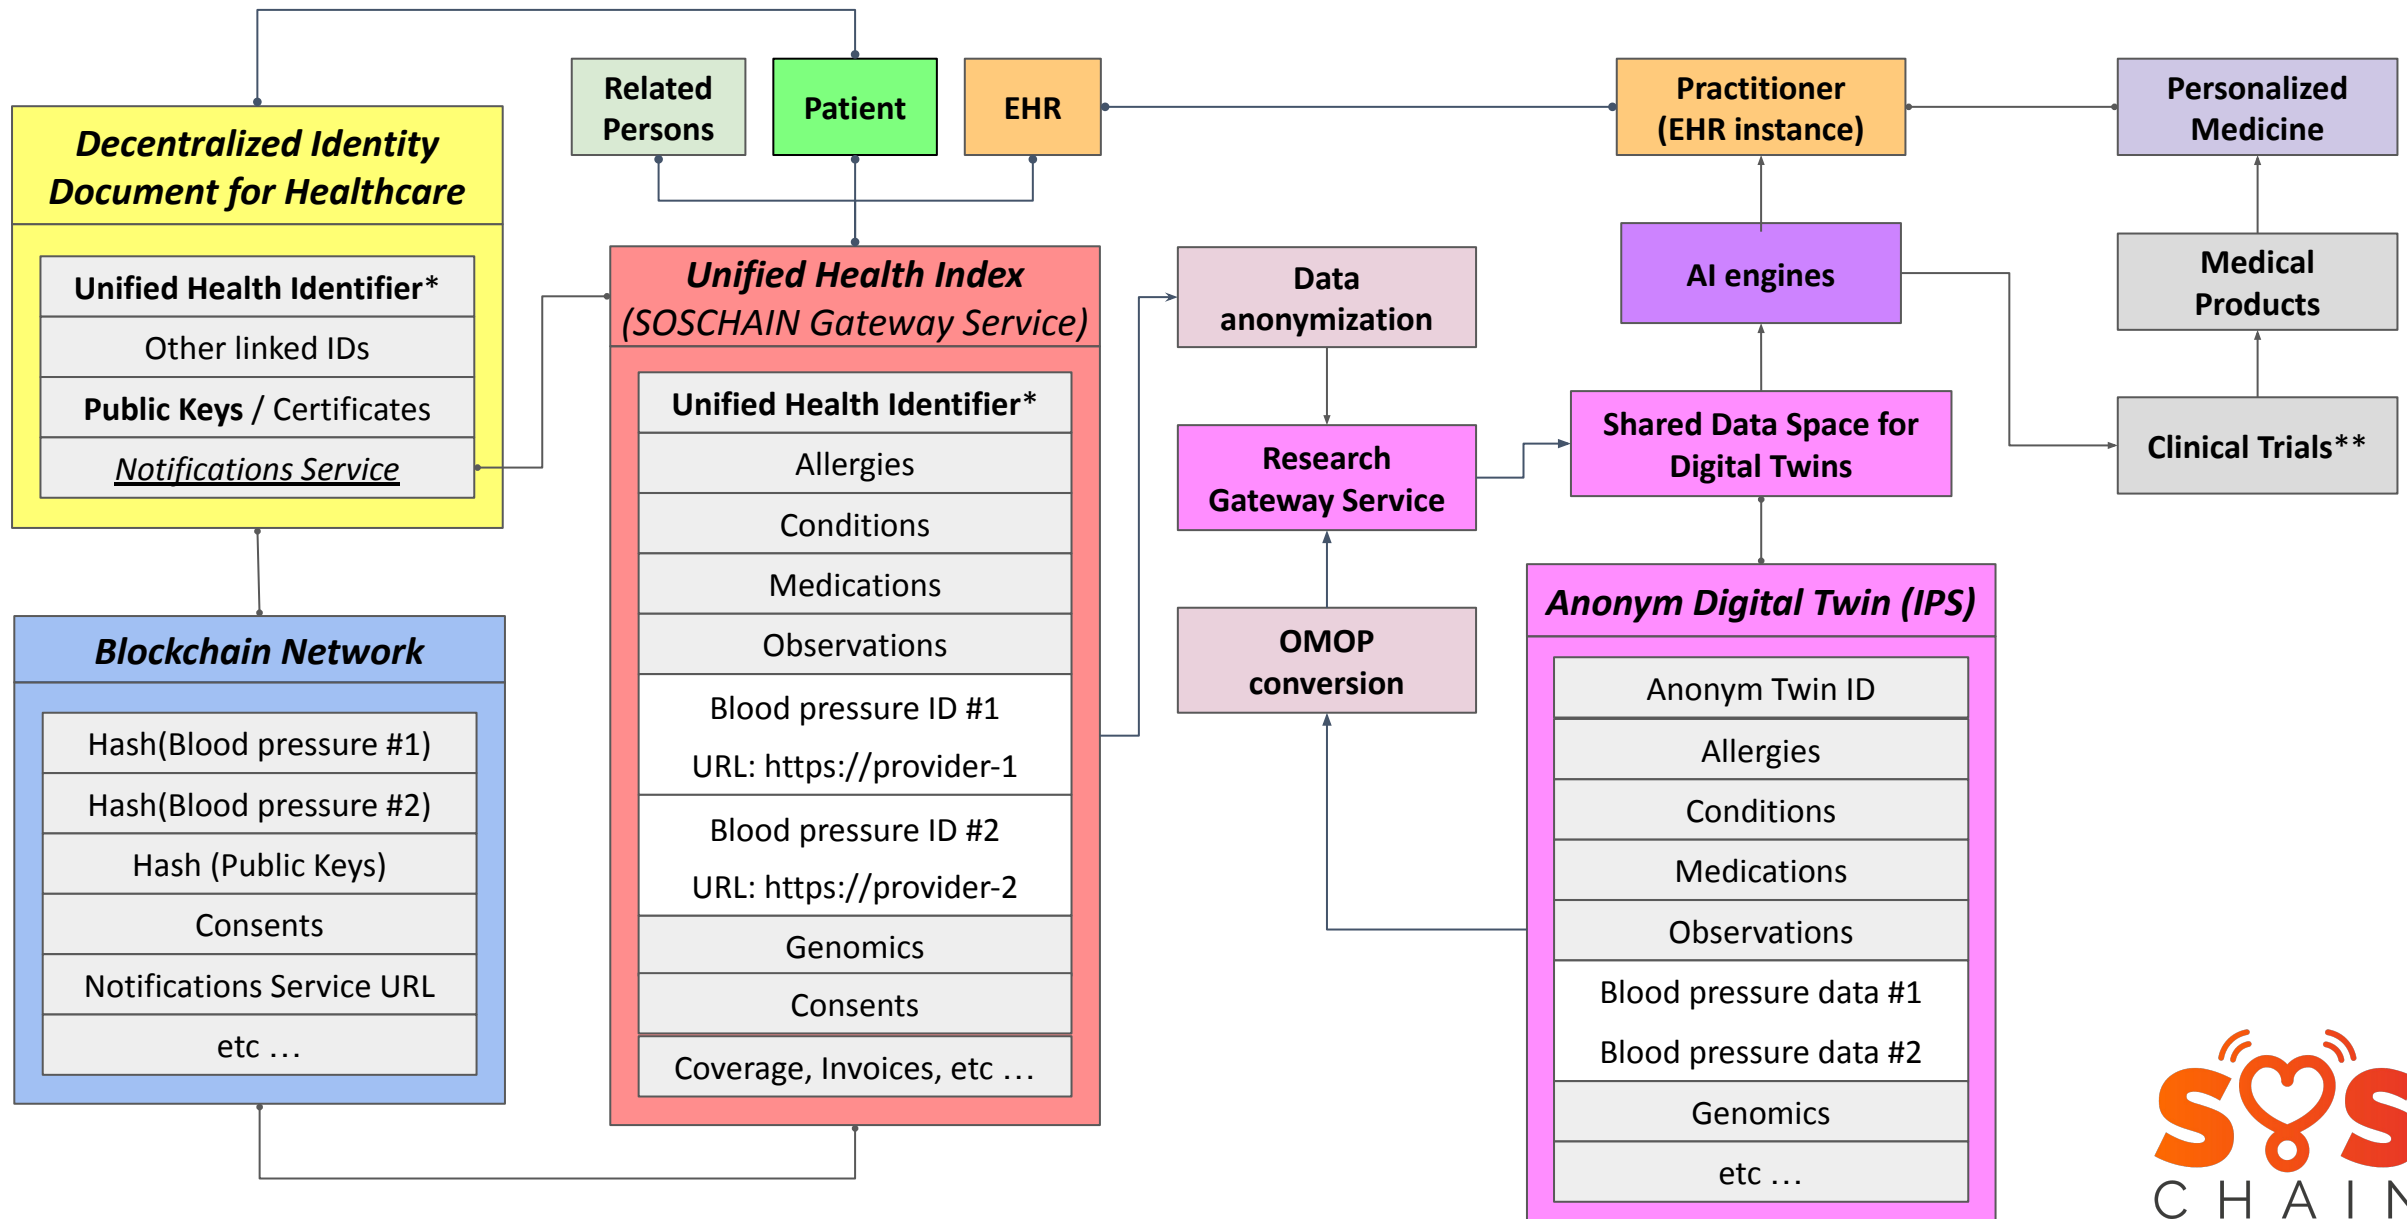 Related
Persons
Patient
EHR
Practitioner
(EHR instance)
Personalized
Medicine
Decentralized Identity
Document for Healthcare
Unified Health Identifier*
Other linked IDs
Public Keys / Certificates
Notifications Service
Blockchain Network
Hash(Blood pressure #1)
Hash(Blood pressure #2)
Hash (Public Keys)
Consents
Notifications Service URL
etc …
Unified Health Index
(SOSCHAIN Gateway Service)
Unified Health Identifier*
Allergies
Conditions
Medications
Observations
Blood pressure ID #1
URL: https://provider-1
Blood pressure ID #2
URL: https://provider-2
Genomics
Consents
Coverage, Invoices, etc …
Data
anonymization
Research
Gateway Service
OMOP
conversion
AI engines
Shared Data Space for
Digital Twins
Medical
Products
Clinical Trials**
Anonym Digital Twin (IPS)
Anonym Twin ID
Allergies
Conditions
Medications
Observations
Blood pressure data #1
Blood pressure data #2
Genomics
etc …
SOS
CHAIN